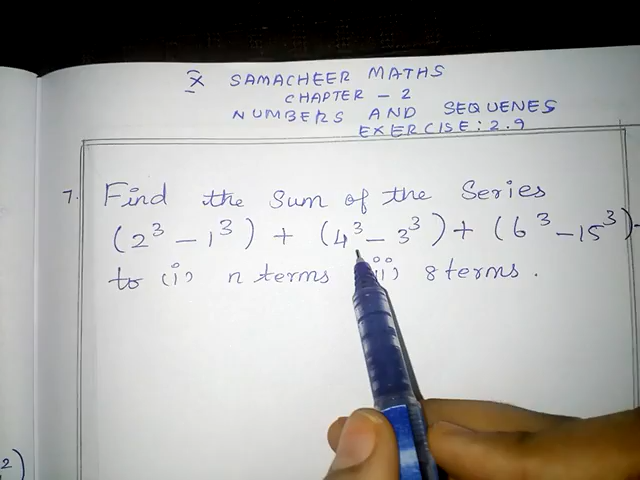 X SAMACHEER MATHS
CHAPTER - 2
NUMBERS AND SEQUENES
EXERCISE: 2.9
7. Find the Sum of the Series
(2³ - 1³) + (4³ - 3³) + (6³ - 15³) -
to (i) n terms (ii) 8 terms.
2)